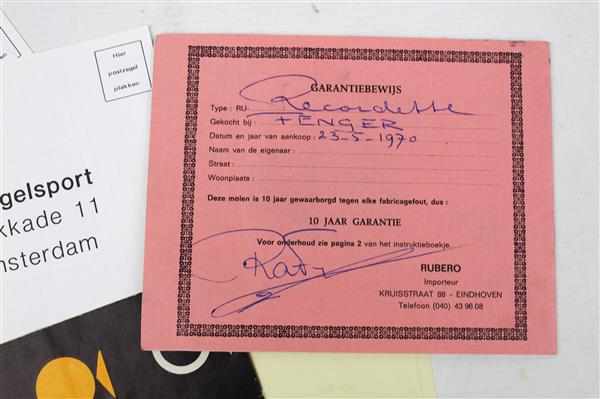 Hier
postzegel
plakken
gelsport
kkade 11
nsterdam
GARANTIEBEWIJS
Type : RU- Recordette
Gekocht bij : FENGER
Datum en jaar van aankoop : 23-5-1970
Naam van de eigenaar :
Straat :
Woonplaats :
Deze molen is 10 jaar gewaarborgd tegen elke fabricagefout, dus :
10 JAAR GARANTIE
Voor onderhoud zie pagina 2 van het instruktieboekje.
RUBERO
Importeur
KRUISSTRAAT 88 - EINDHOVEN
Telefoon (040) 43 96 08